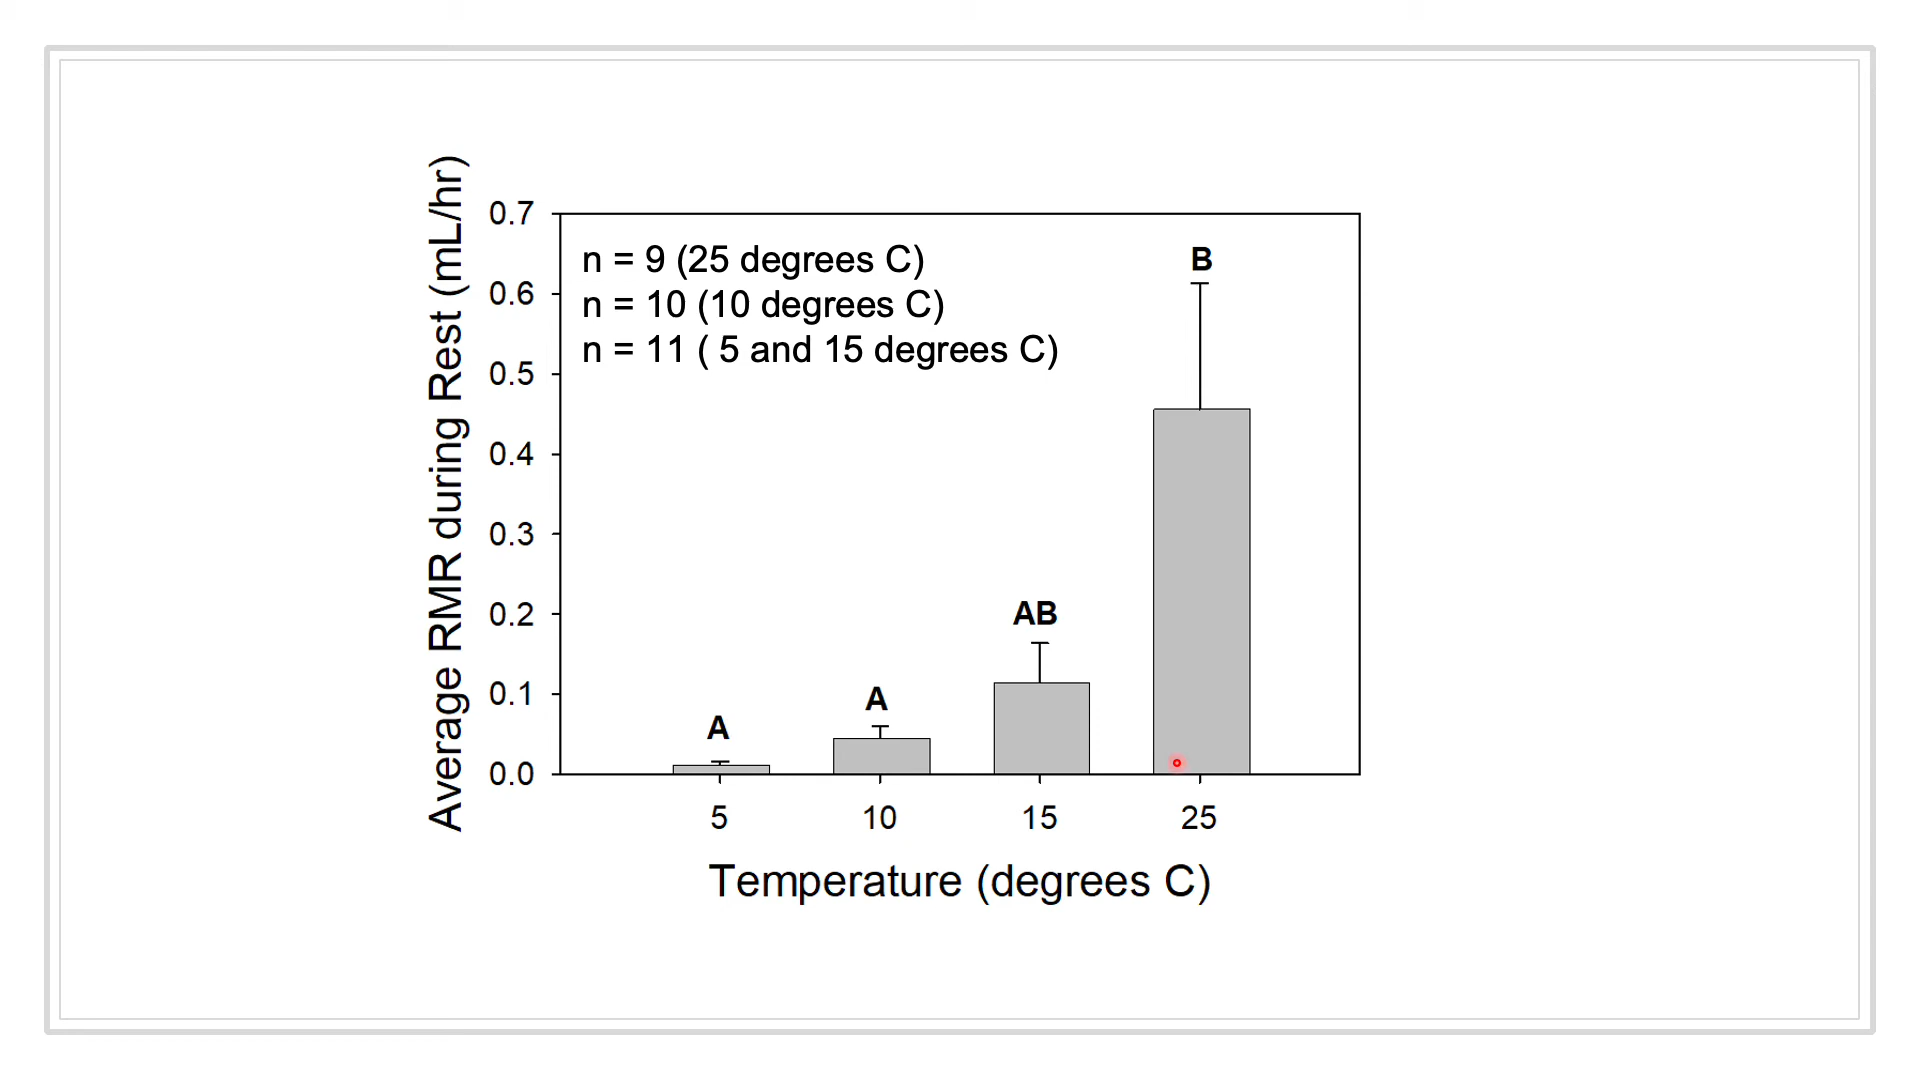 Average RMR during Rest (mL/hr)
0.7
0.6
0.5
0.4
0.3
0.2
0.1
0.0
n = 9 (25 degrees C)
n = 10 (10 degrees C)
n = 11 ( 5 and 15 degrees C)
A
A
AB
B
5 10 15 25
Temperature (degrees C)